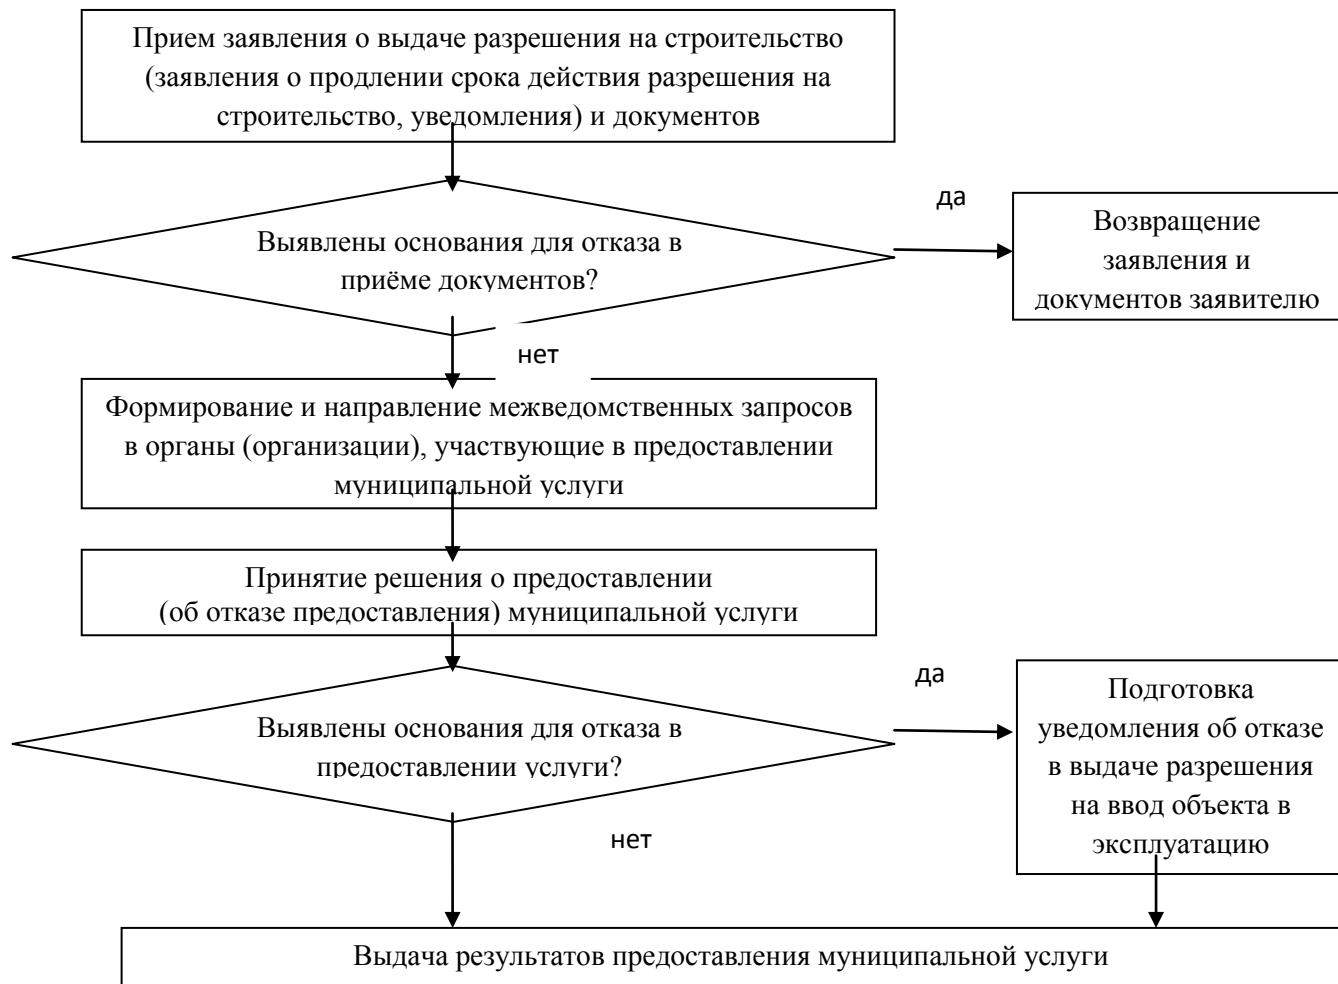 Прием заявления о выдаче разрешения на строительство
(заявления о продлении срока действия разрешения на
строительство, уведомления) и документов
да
Выявлены основания для отказа в
приёме документов?
Возвращение
заявления и
документов заявителю
нет
Формирование и направление межведомственных запросов
в органы (организации), участвующие в предоставлении
муниципальной услуги
Принятие решения о предоставлении
(об отказе предоставления) муниципальной услуги
да
Выявлены основания для отказа в
предоставлении услуги?
Подготовка
уведомления об отказе
в выдаче разрешения
на ввод объекта в
эксплуатацию
нет
Выдача результатов предоставления муниципальной услуги